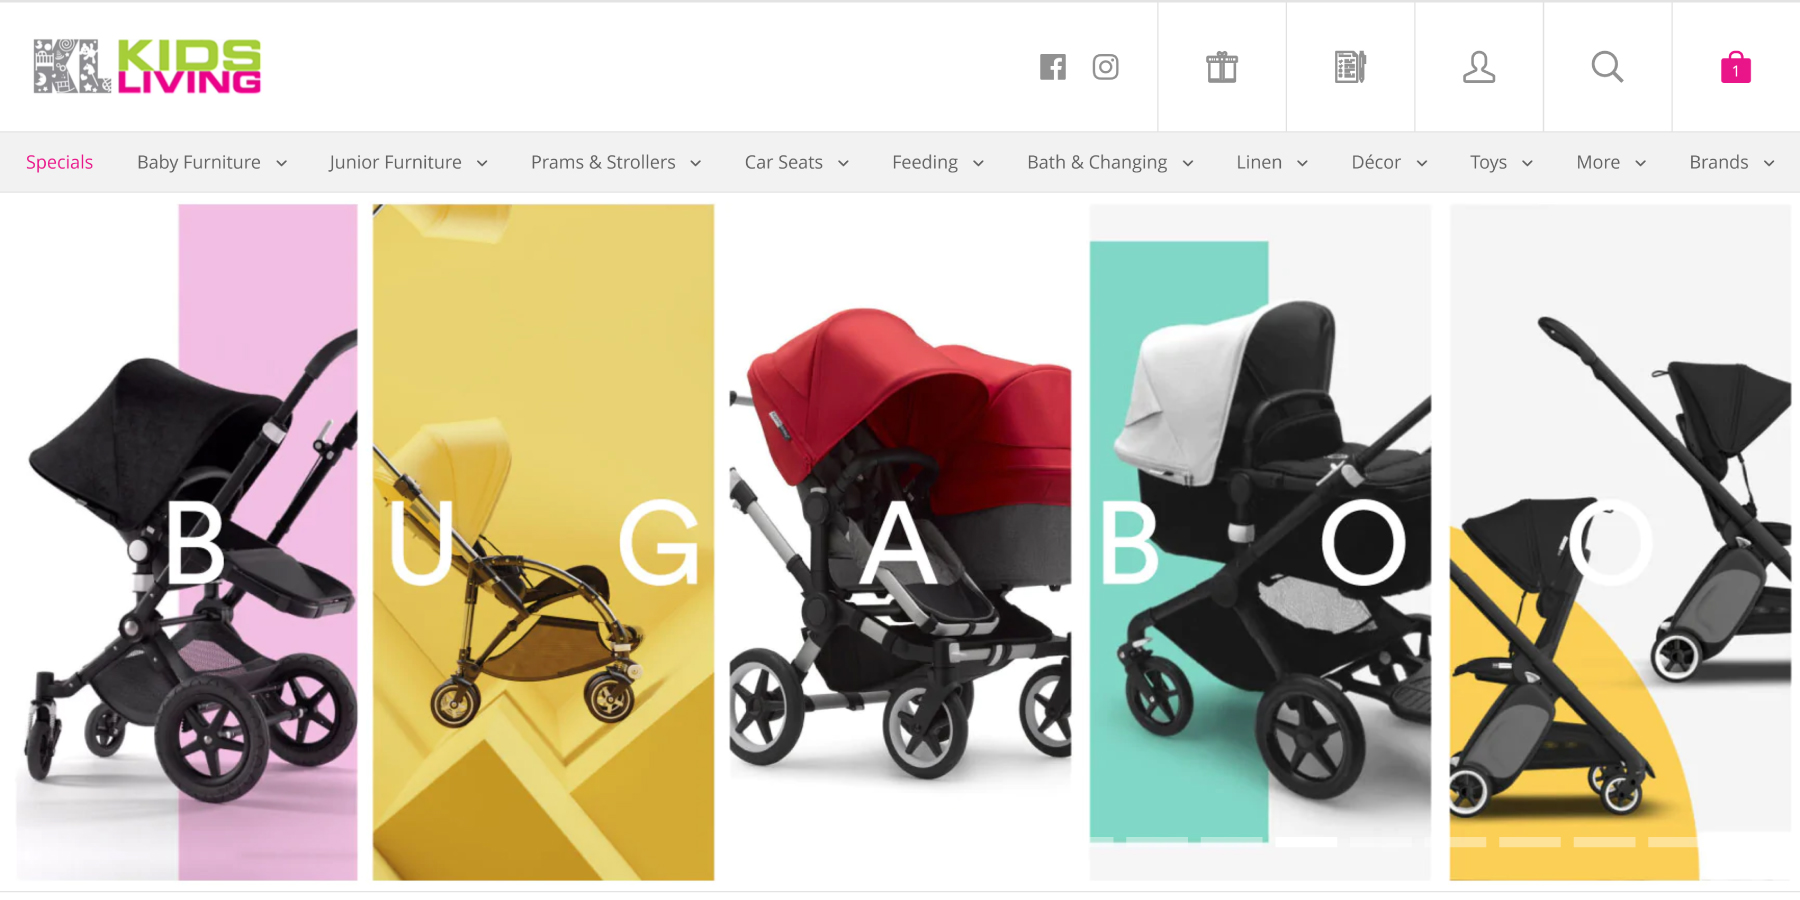 KL KIDS
LIVING
1
Specials Baby Furniture Junior Furniture Prams & Strollers Car Seats Feeding Bath & Changing Linen Décor Toys More Brands
B U G A B O O